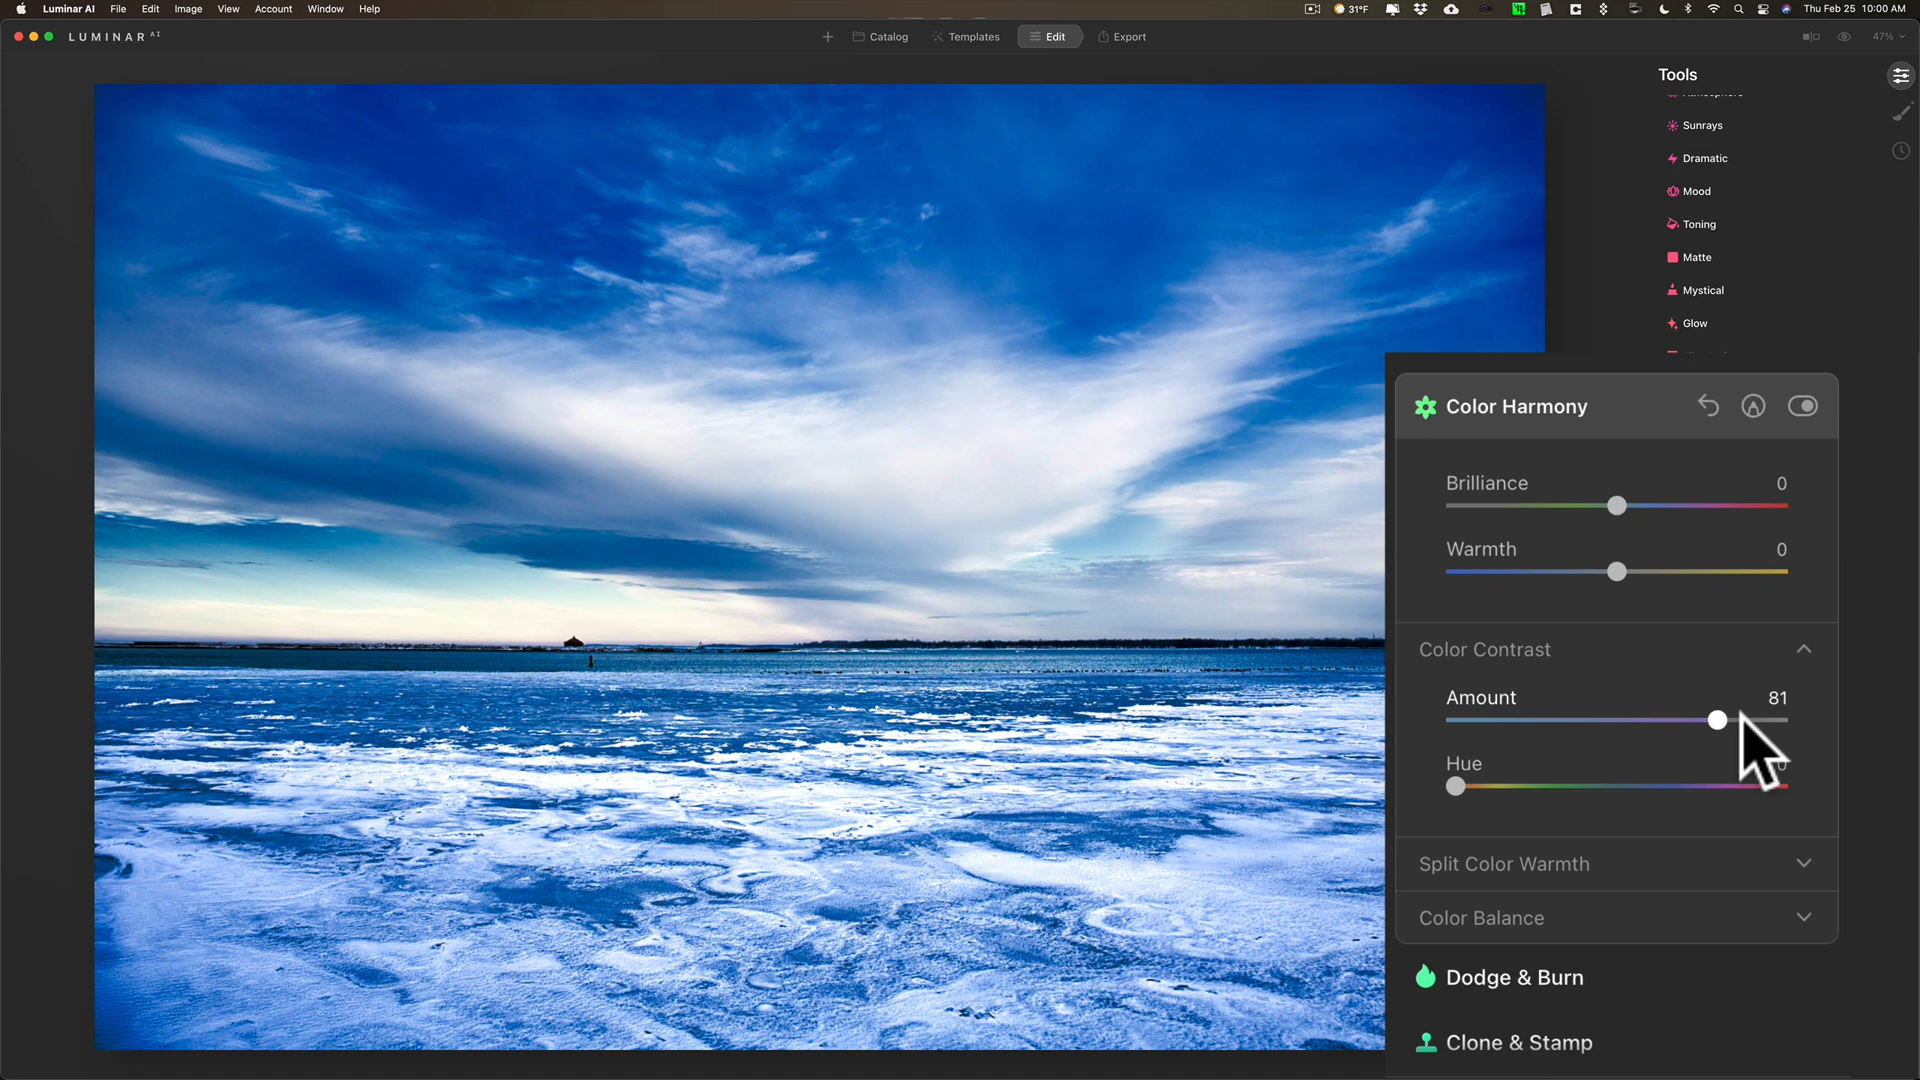 Luminar AI File Edit Image View Account Window Help 31°F Thu Feb 25 10:00 AM
LUMINAR AI + Catalog Templates Edit Export 47%
Tools
Sunrays
Dramatic
Mood
Toning
Matte
Mystical
Glow
Color Harmony
Brilliance 0
Warmth 0
Color Contrast
Amount 81
Hue 0
Split Color Warmth
Color Balance
Dodge & Burn
Clone & Stamp